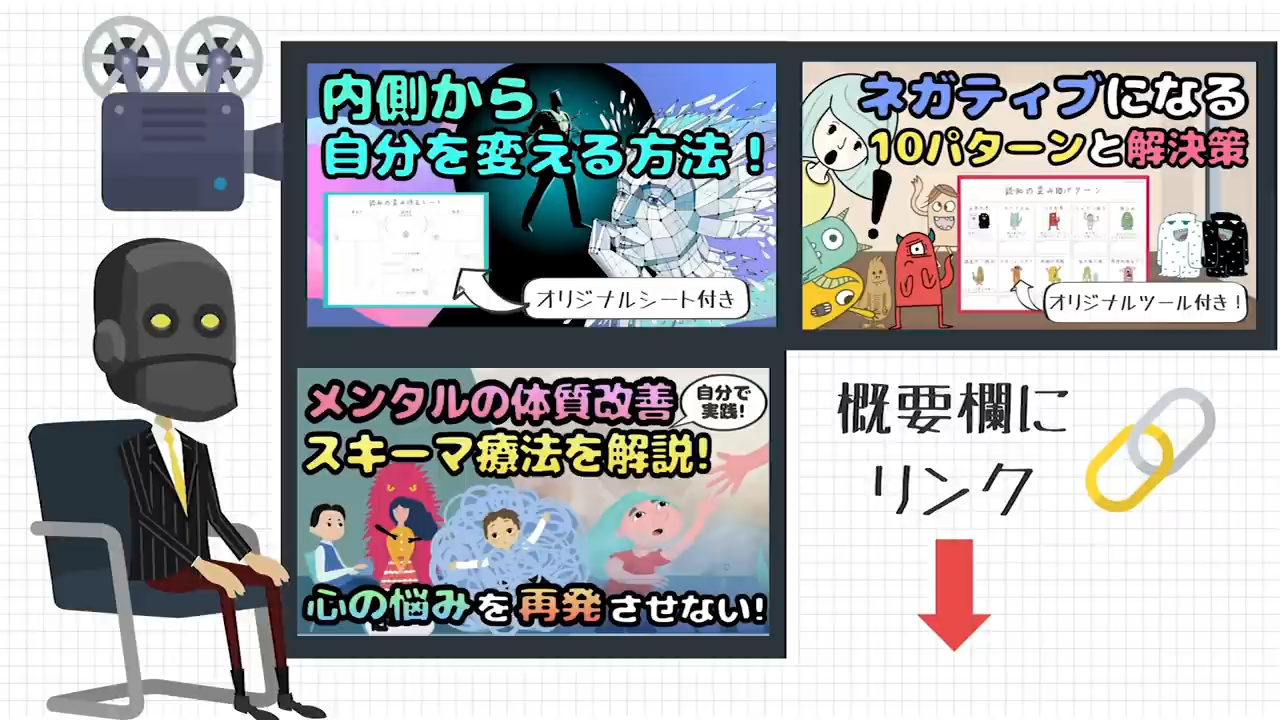 内側から
自分を変える方法!
オリジナルシート付き
ネガティブになる
10パターンと解決策
オリジナルツール付き!
メンタルの体質改善
自分で
実践!
スキーマ療法を解説!
心の悩みを再発させない!
概要欄に
リンク